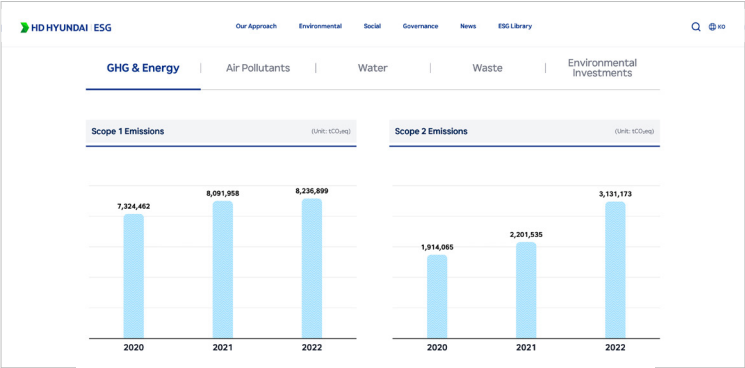 HD HYUNDAI | ESG
Our Approach Environmental Social Governance News ESG Library KO
GHG & Energy | Air Pollutants | Water | Waste | Environmental Investments
Scope 1 Emissions (Unit: tCO₂eq)
7,324,462 8,091,958 8,236,899
2020 2021 2022
Scope 2 Emissions (Unit: tCO₂eq)
1,914,065 2,201,535 3,131,173
2020 2021 2022